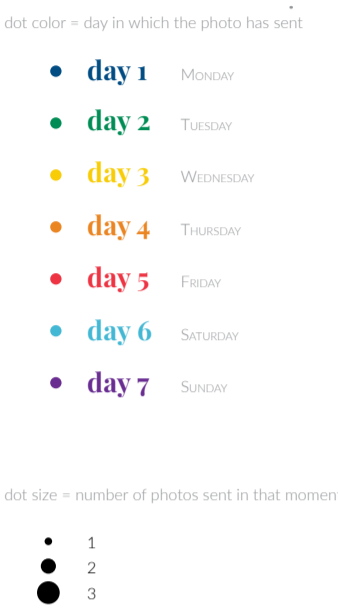 dot color = day in which the photo has sent
day 1 Monday
day 2 Tuesday
day 3 Wednesday
day 4 Thursday
day 5 Friday
day 6 Saturday
day 7 Sunday
dot size = number of photos sent in that momen
1
2
3